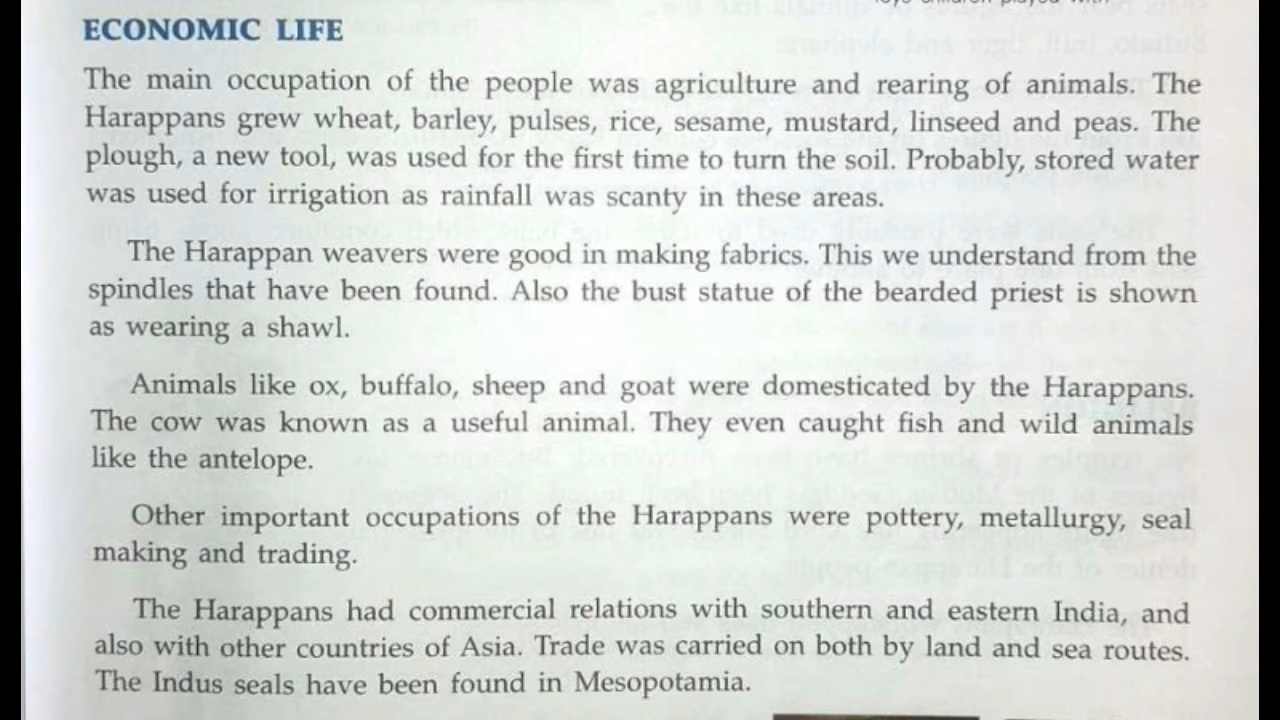 ECONOMIC LIFE
The main occupation of the people was agriculture and rearing of animals. The
Harappans grew wheat, barley, pulses, rice, sesame, mustard, linseed and peas. The
plough, a new tool, was used for the first time to turn the soil. Probably, stored water
was used for irrigation as rainfall was scanty in these areas.
The Harappan weavers were good in making fabrics. This we understand from the
spindles that have been found. Also the bust statue of the bearded priest is shown
as wearing a shawl.
Animals like ox, buffalo, sheep and goat were domesticated by the Harappans.
The cow was known as a useful animal. They even caught fish and wild animals
like the antelope.
Other important occupations of the Harappans were pottery, metallurgy, seal
making and trading.
The Harappans had commercial relations with southern and eastern India, and
also with other countries of Asia. Trade was carried on both by land and sea routes.
The Indus seals have been found in Mesopotamia.